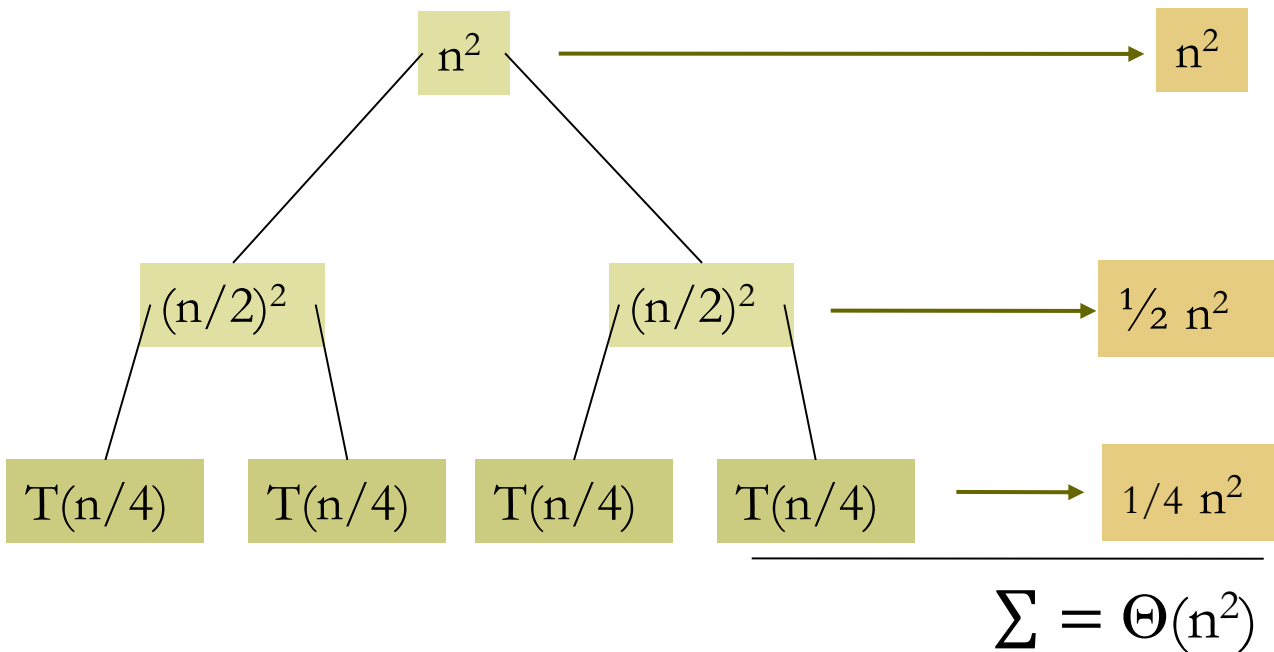 n² n²
(n/2)² (n/2)² ½ n²
T(n/4) T(n/4) T(n/4) T(n/4) 1/4 n²
∑ = Θ(n²)